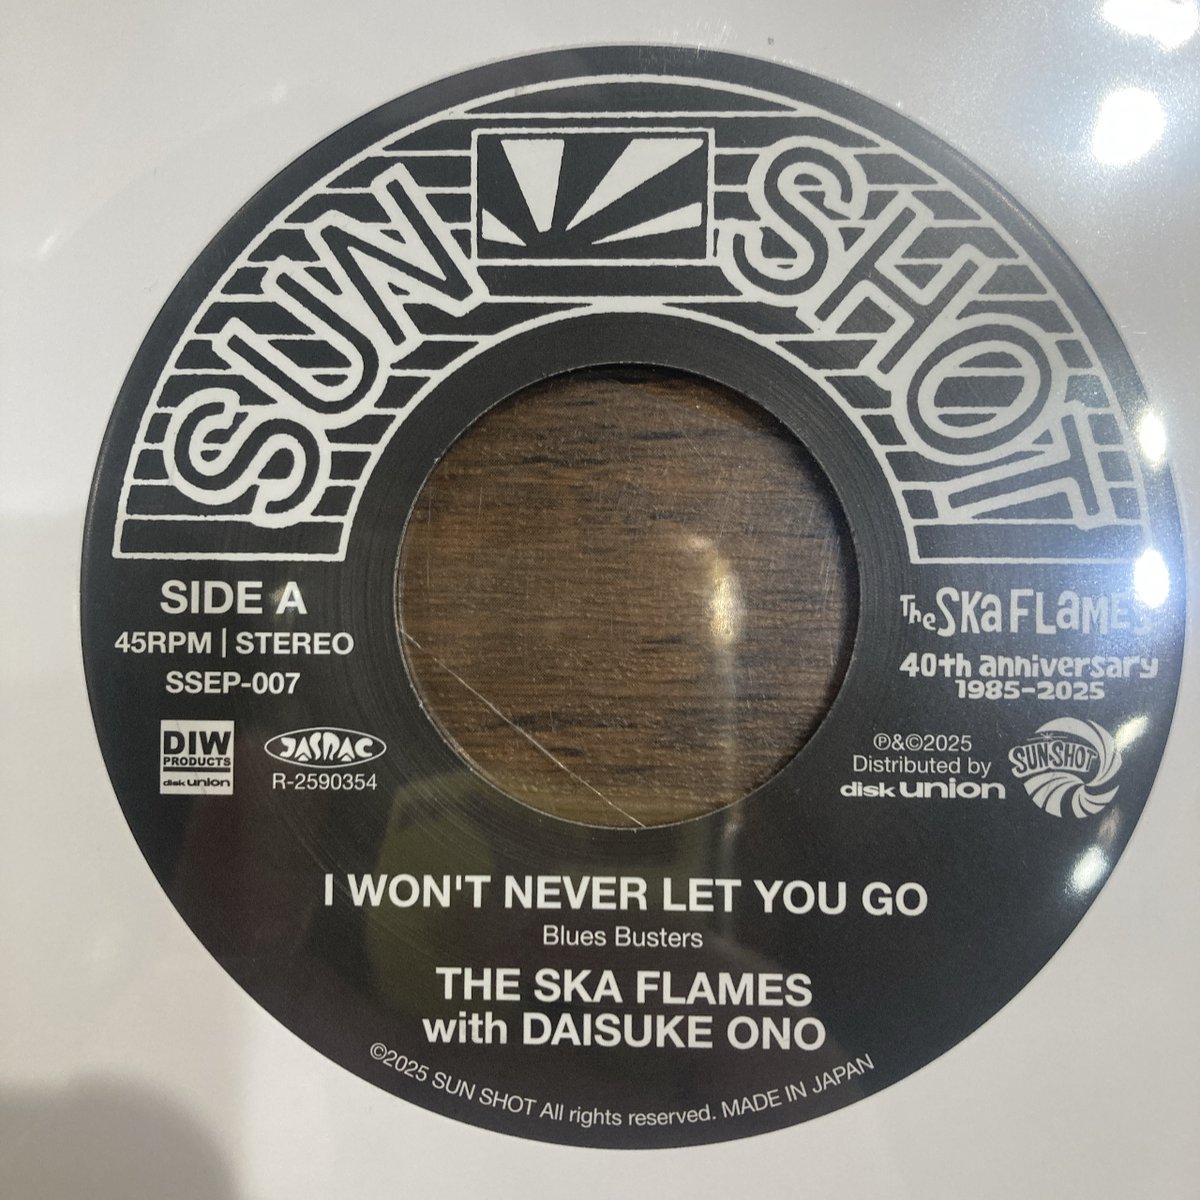 SUN SHOT
SIDE A
45RPM | STEREO
SSEP-007
DIW
PRODUCTS
disk union
JASRAC
R-2590354
The SKA FLAMES
40th anniversary
1985-2025
℗&©2025
Distributed by
disk union
SUN-SHOT
I WON'T NEVER LET YOU GO
Blues Busters
THE SKA FLAMES
with DAISUKE ONO
©2025 SUN SHOT All rights reserved. MADE IN JAPAN